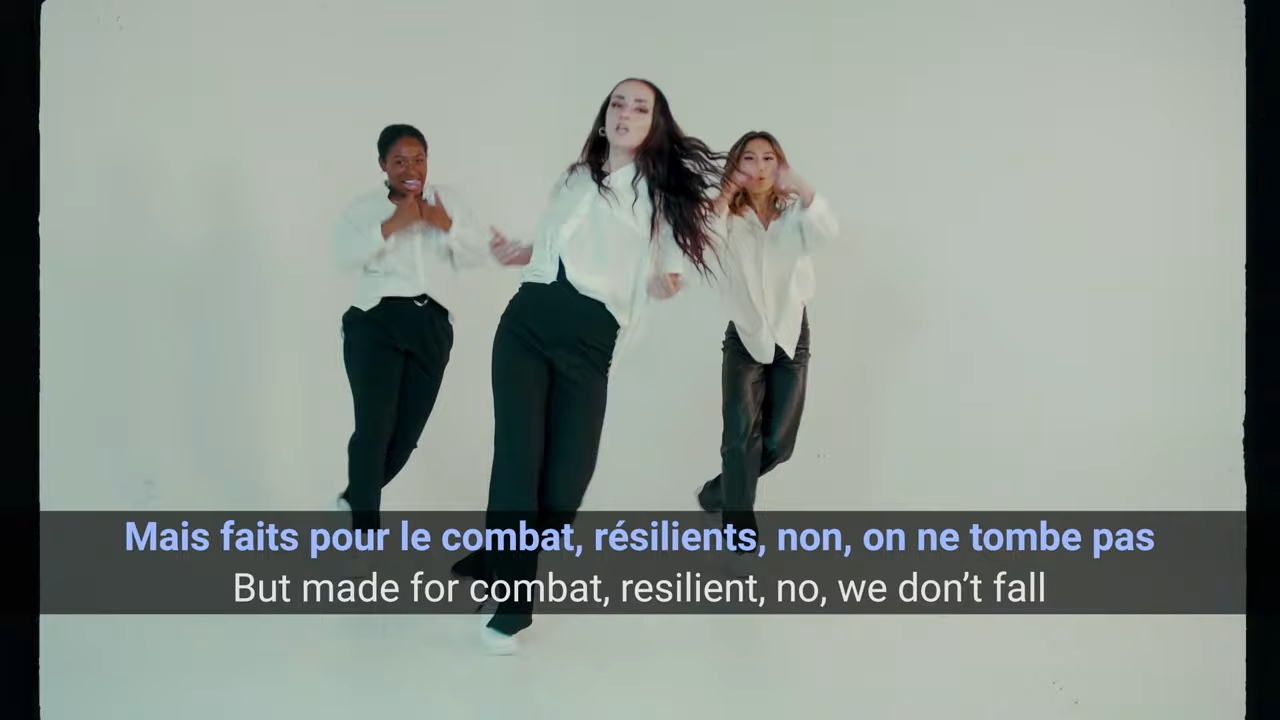 Mais faits pour le combat, résilients, non, on ne tombe pas
But made for combat, resilient, no, we don’t fall